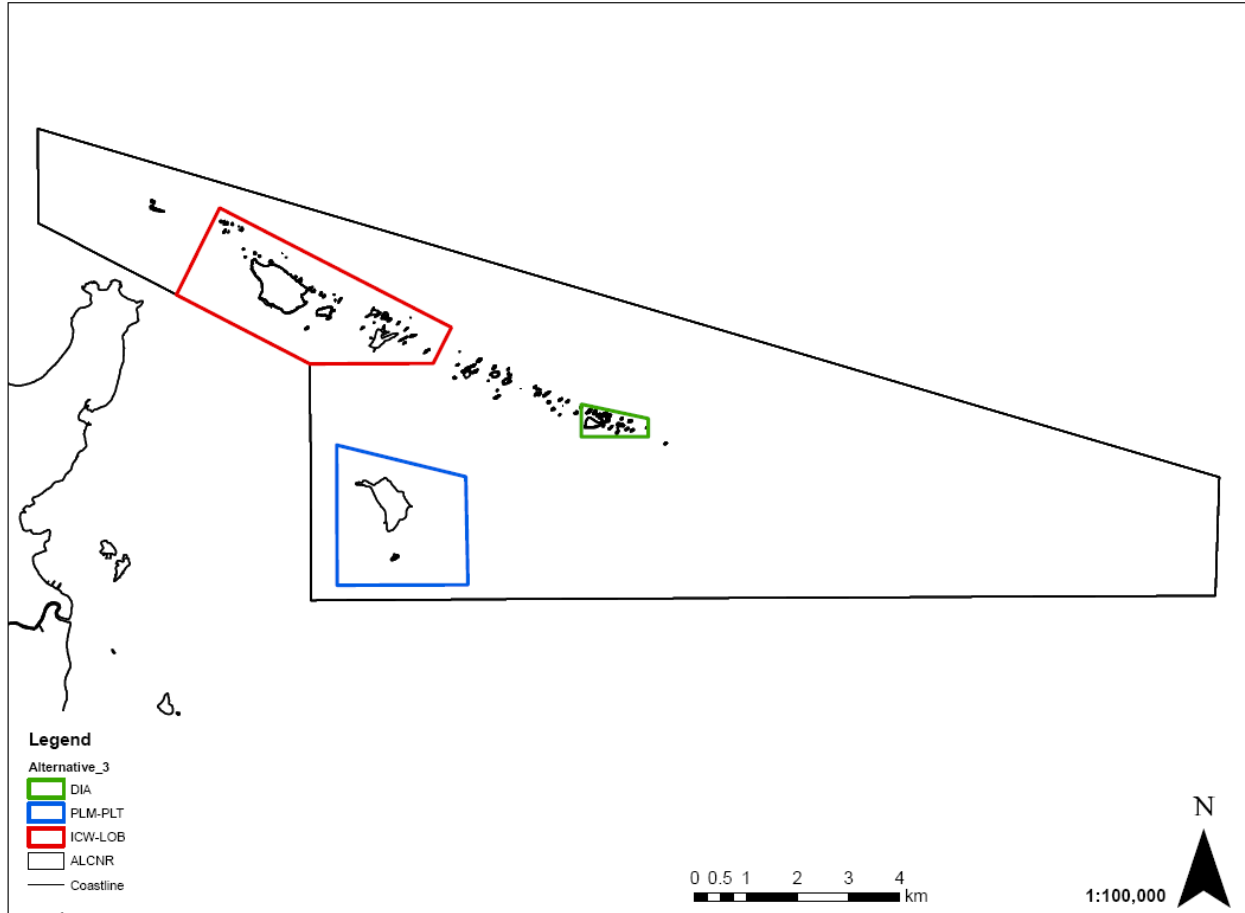 Legend
Alternative_3
DIA
PLM-PLT
ICW-LOB
ALCNR
Coastline
0 0.5 1 2 3 4
km
1:100,000
N